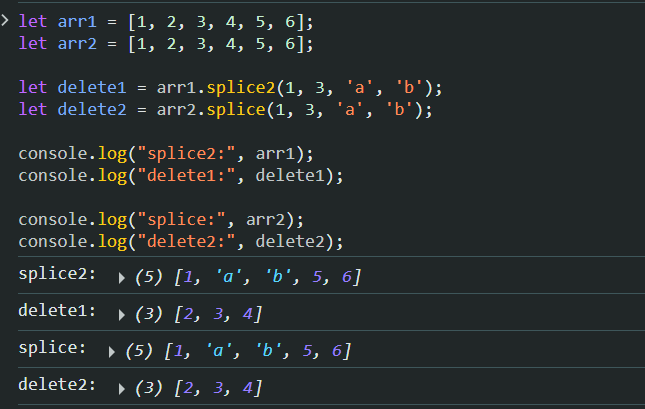 let arr1 = [1, 2, 3, 4, 5, 6];
let arr2 = [1, 2, 3, 4, 5, 6];
let delete1 = arr1.splice2(1, 3, 'a', 'b');
let delete2 = arr2.splice(1, 3, 'a', 'b');
console.log("splice2:", arr1);
console.log("delete1:", delete1);
console.log("splice:", arr2);
console.log("delete2:", delete2);
splice2: ▶ (5) [1, 'a', 'b', 5, 6]
delete1: ▶ (3) [2, 3, 4]
splice: ▶ (5) [1, 'a', 'b', 5, 6]
delete2: ▶ (3) [2, 3, 4]